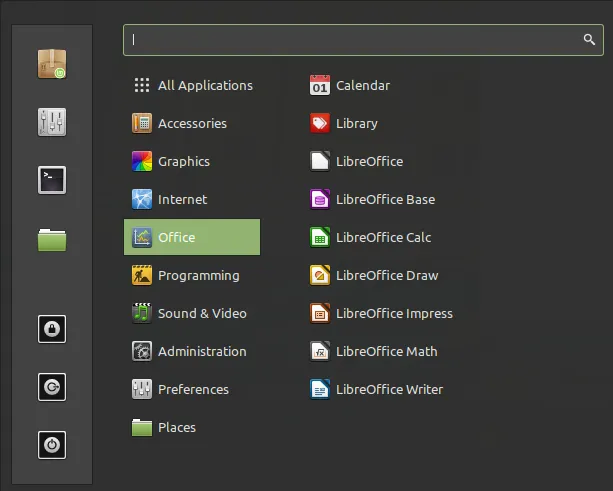 All Applications
Accessories
Graphics
Internet
Office
Programming
Sound & Video
Administration
Preferences
Places
01 Calendar
Library
LibreOffice
LibreOffice Base
LibreOffice Calc
LibreOffice Draw
LibreOffice Impress
LibreOffice Math
LibreOffice Writer